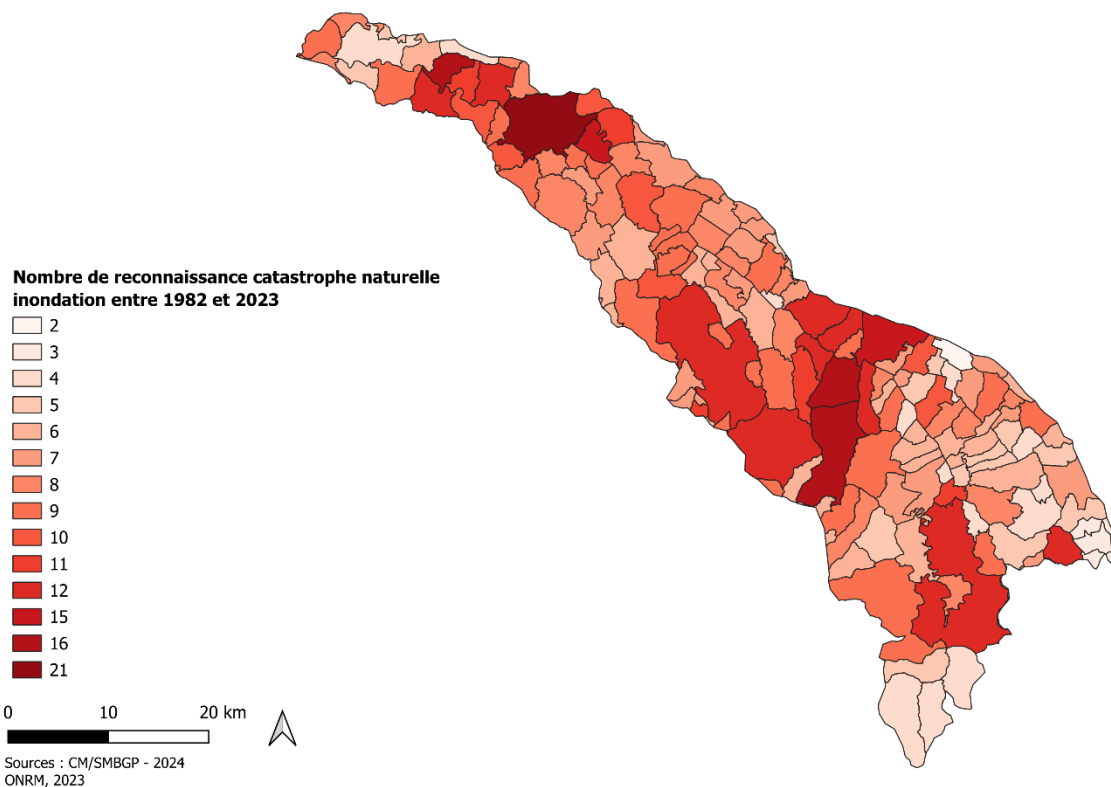 Nombre de reconnaissance catastrophe naturelle
inondation entre 1982 et 2023
2
3
4
5
6
7
8
9
10
11
12
15
16
21
0 10 20 km
Sources : CM/SMBGP - 2024
ONRM, 2023